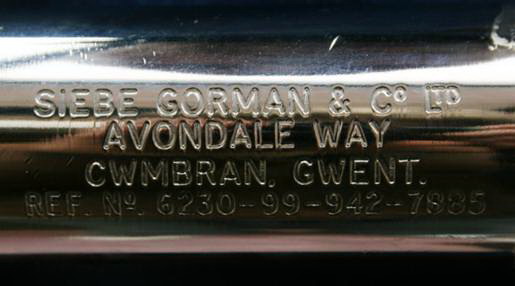 SIEBE GORMAN & Cº LTD
AVONDALE WAY
CWMBRAN, GWENT.
REF. Nº. 6230-99-942-7885